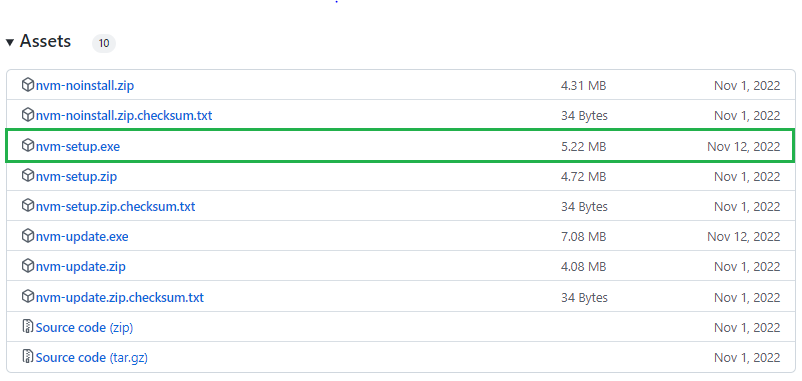 Assets 10
nvm-noinstall.zip 4.31 MB Nov 1, 2022
nvm-noinstall.zip.checksum.txt 34 Bytes Nov 1, 2022
nvm-setup.exe 5.22 MB Nov 12, 2022
nvm-setup.zip 4.72 MB Nov 1, 2022
nvm-setup.zip.checksum.txt 34 Bytes Nov 1, 2022
nvm-update.exe 7.08 MB Nov 12, 2022
nvm-update.zip 4.08 MB Nov 1, 2022
nvm-update.zip.checksum.txt 34 Bytes Nov 1, 2022
Source code (zip) Nov 1, 2022
Source code (tar.gz) Nov 1, 2022